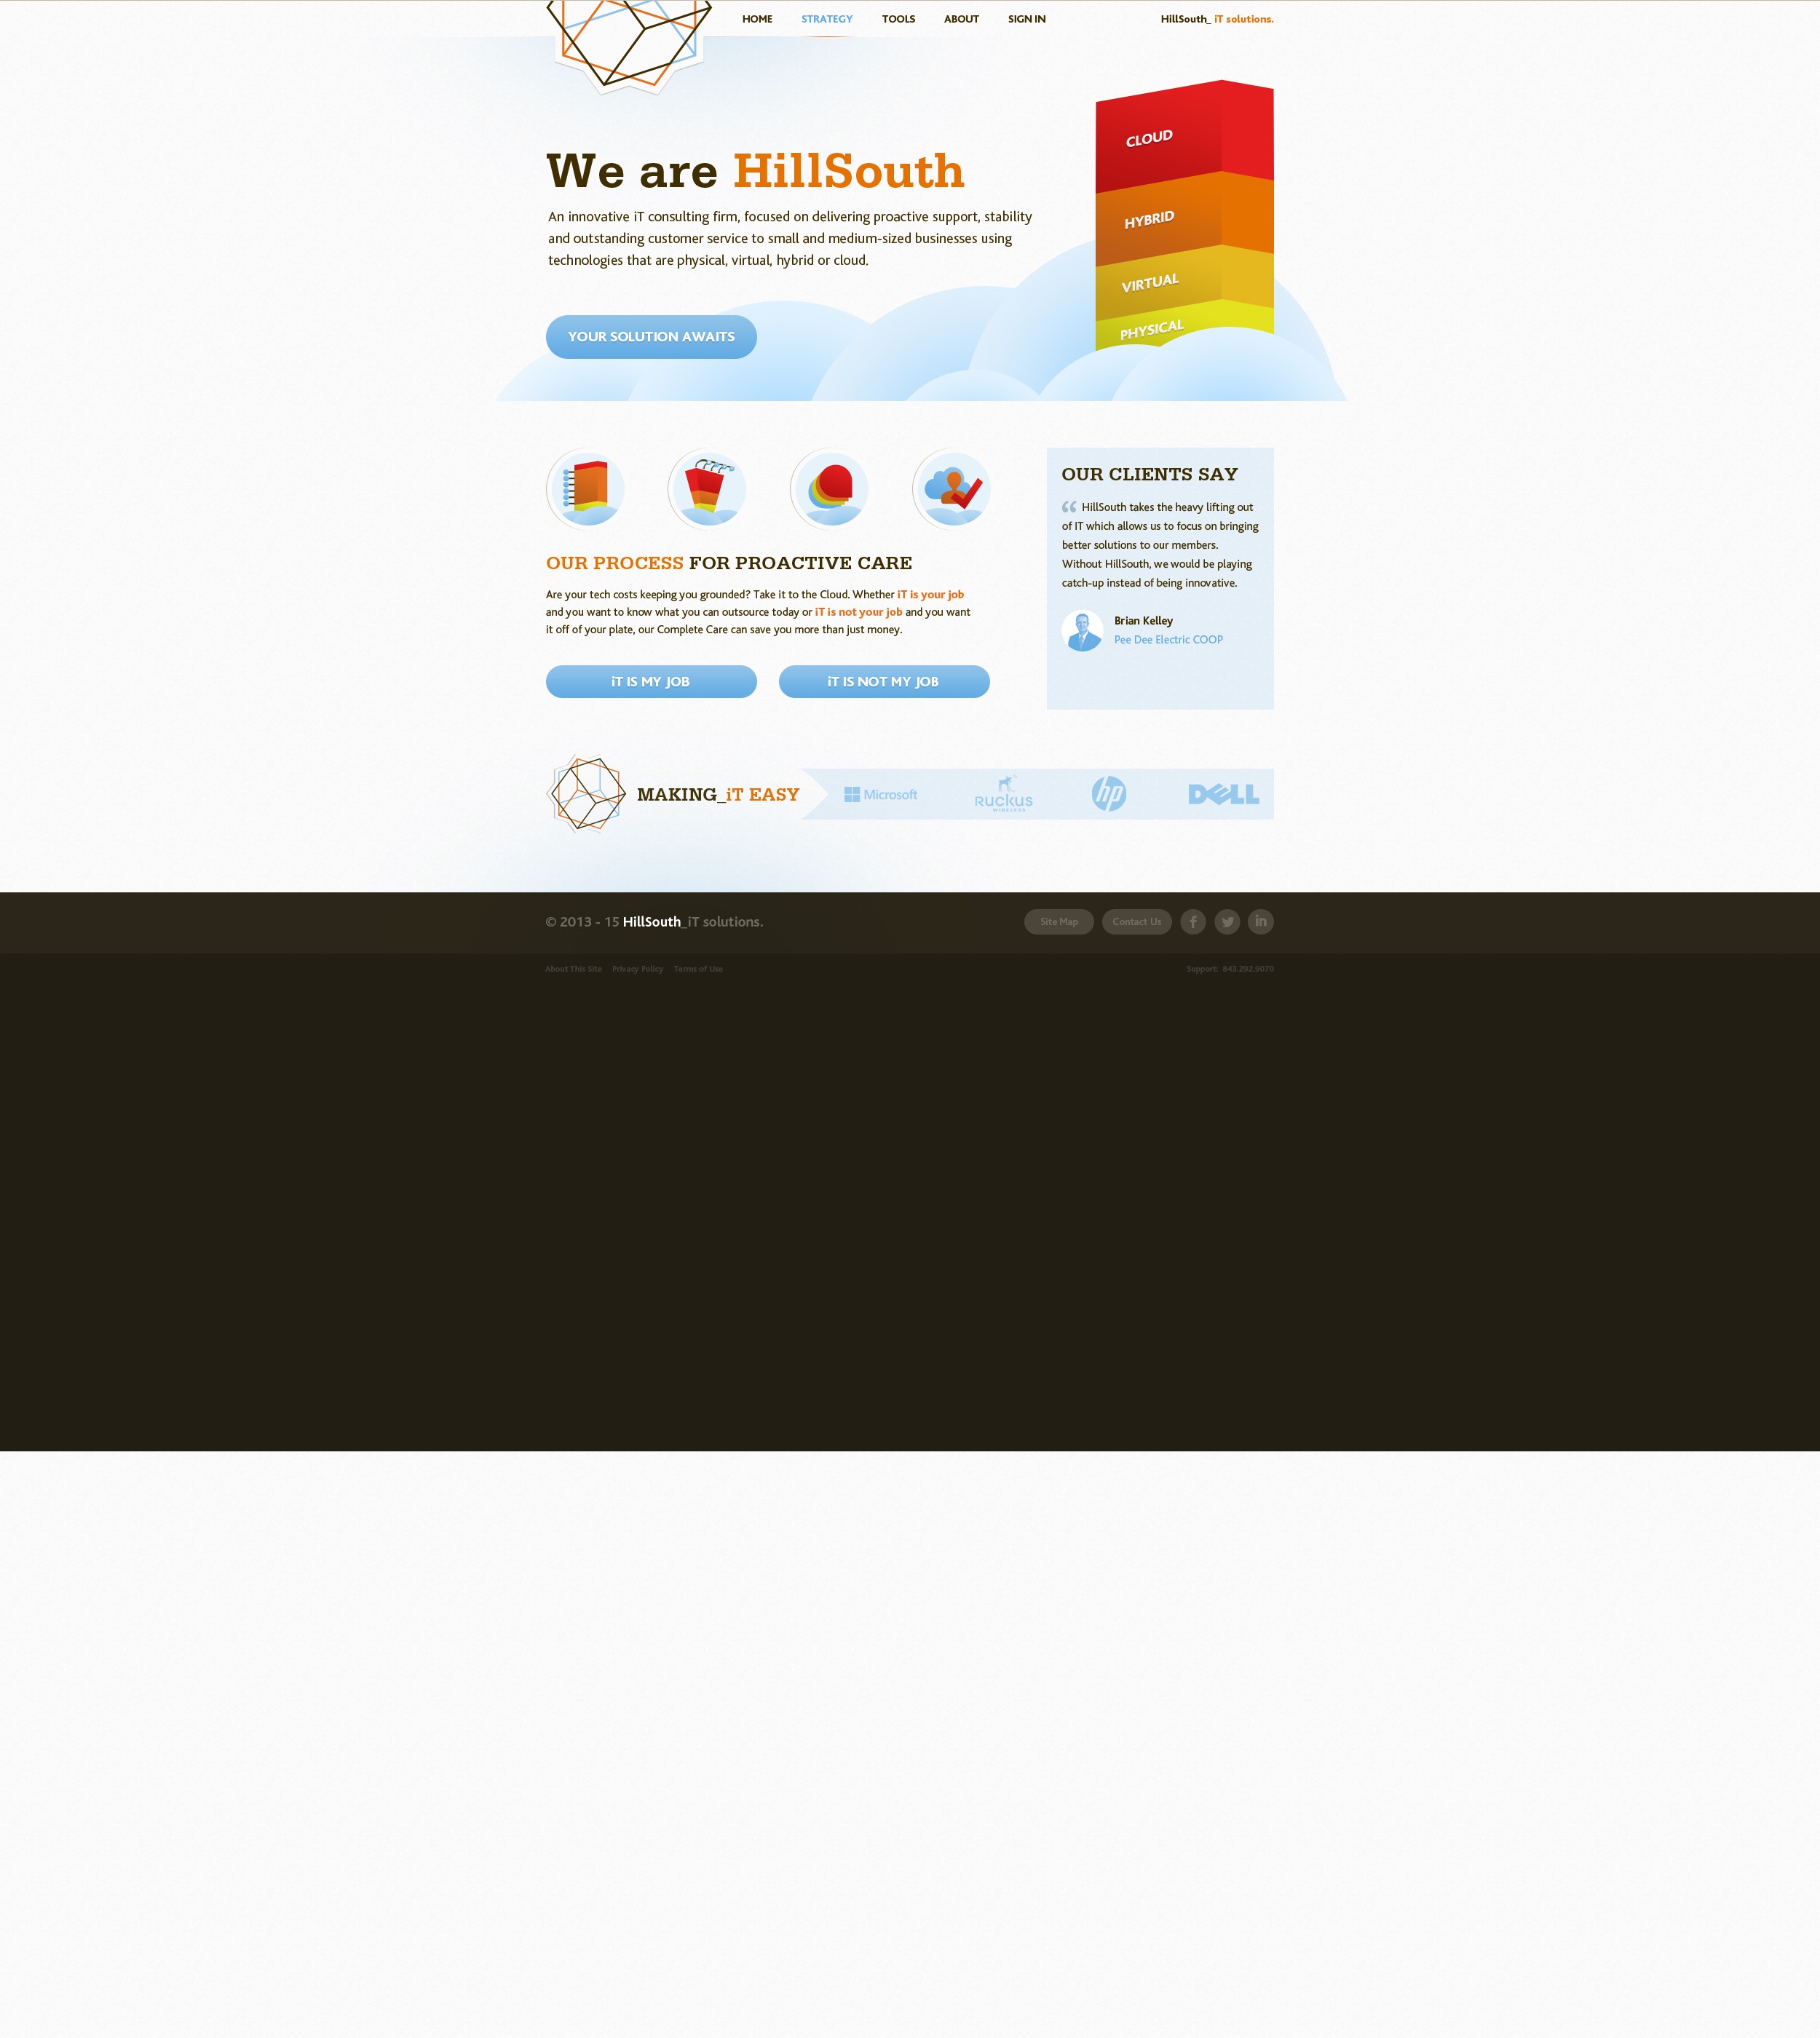 HOME STRATEGY TOOLS ABOUT SIGN IN HillSouth_ iT solutions.
CLOUD
HYBRID
VIRTUAL
PHYSICAL
We are HillSouth
An innovative iT consulting firm, focused on delivering proactive support, stability
and outstanding customer service to small and medium-sized businesses using
technologies that are physical, virtual, hybrid or cloud.
YOUR SOLUTION AWAITS
OUR PROCESS FOR PROACTIVE CARE
Are your tech costs keeping you grounded? Take it to the Cloud. Whether iT is your job
and you want to know what you can outsource today or iT is not your job and you want
it off of your plate, our Complete Care can save you more than just money.
iT IS MY JOB
iT IS NOT MY JOB
OUR CLIENTS SAY
“ HillSouth takes the heavy lifting out
of IT which allows us to focus on bringing
better solutions to our members.
Without HillSouth, we would be playing
catch-up instead of being innovative.
Brian Kelley
Pee Dee Electric COOP
MAKING_iT EASY
Microsoft
RUCKUS
WIRELESS
hp
DELL
© 2013 - 15 HillSouth_iT solutions.
Site Map Contact Us f in
About This Site Privacy Policy Terms of Use Support: 843.292.9070